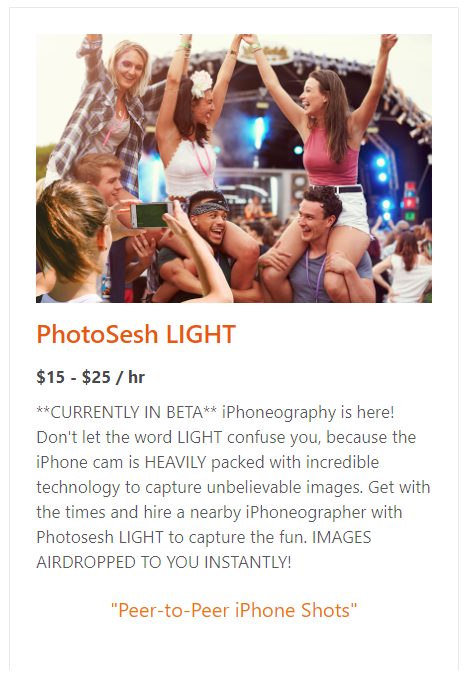 PhotoSesh LIGHT
$15 - $25 / hr
**CURRENTLY IN BETA** iPhoneography is here!
Don't let the word LIGHT confuse you, because the
iPhone cam is HEAVILY packed with incredible
technology to capture unbelievable images. Get with
the times and hire a nearby iPhoneographer with
Photosesh LIGHT to capture the fun. IMAGES
AIRDROPPED TO YOU INSTANTLY!
"Peer-to-Peer iPhone Shots"